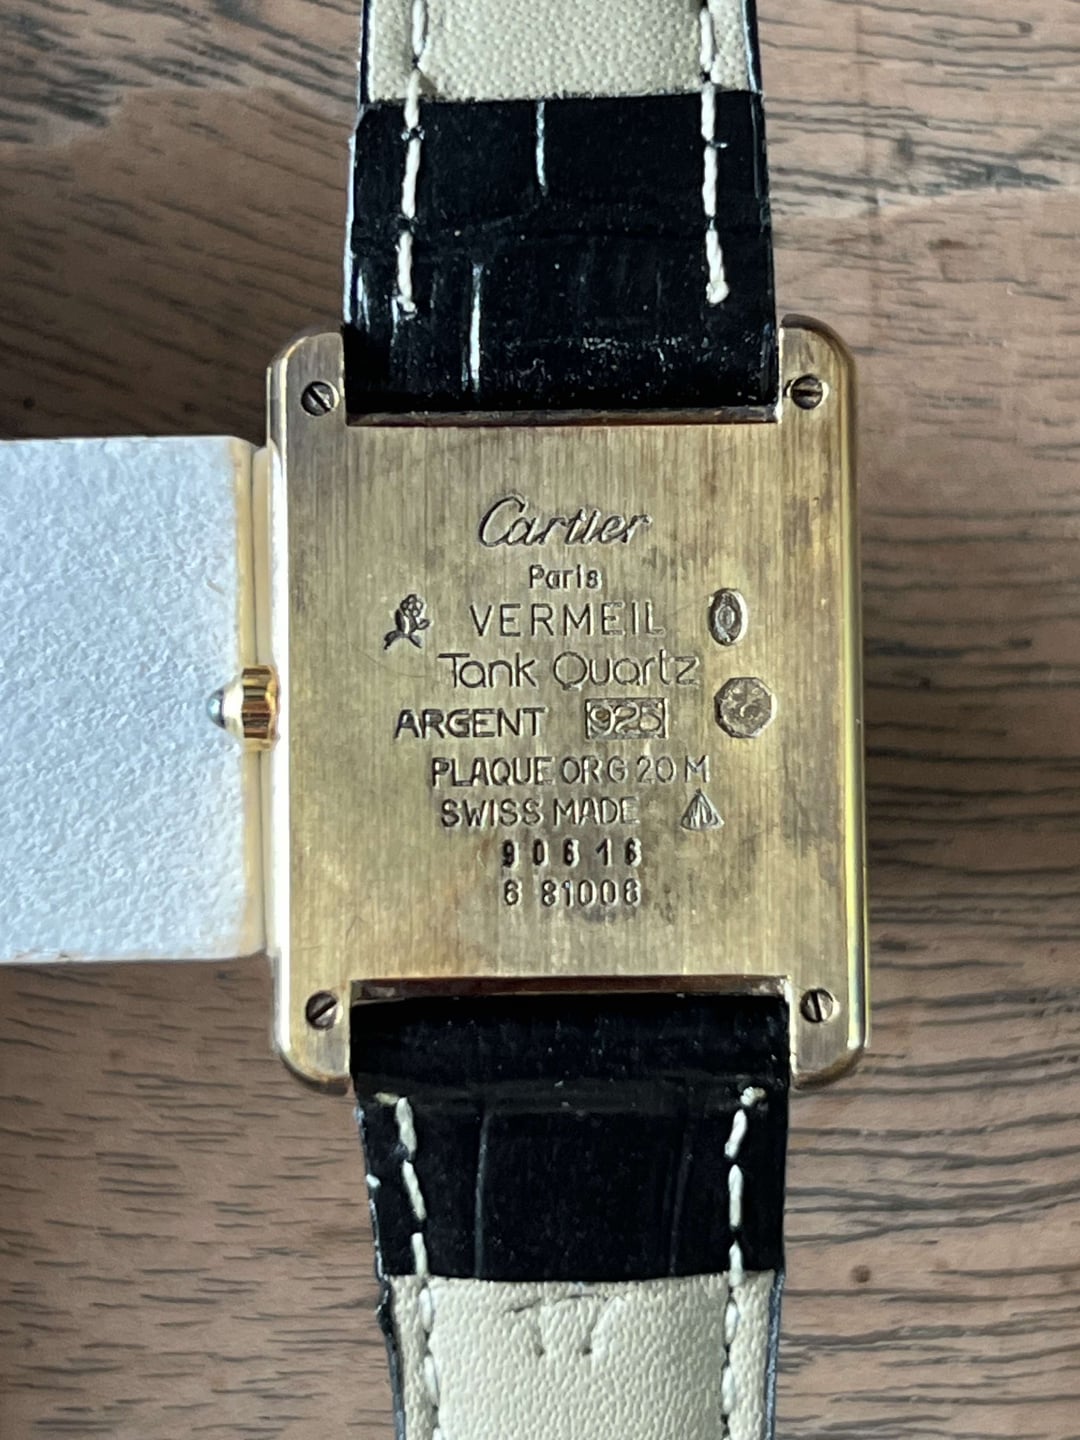 Cartier
Paris
VERMEIL
Tank Quartz
ARGENT 925
PLAQUE OR G 20 M
SWISS MADE
90616
6 81006